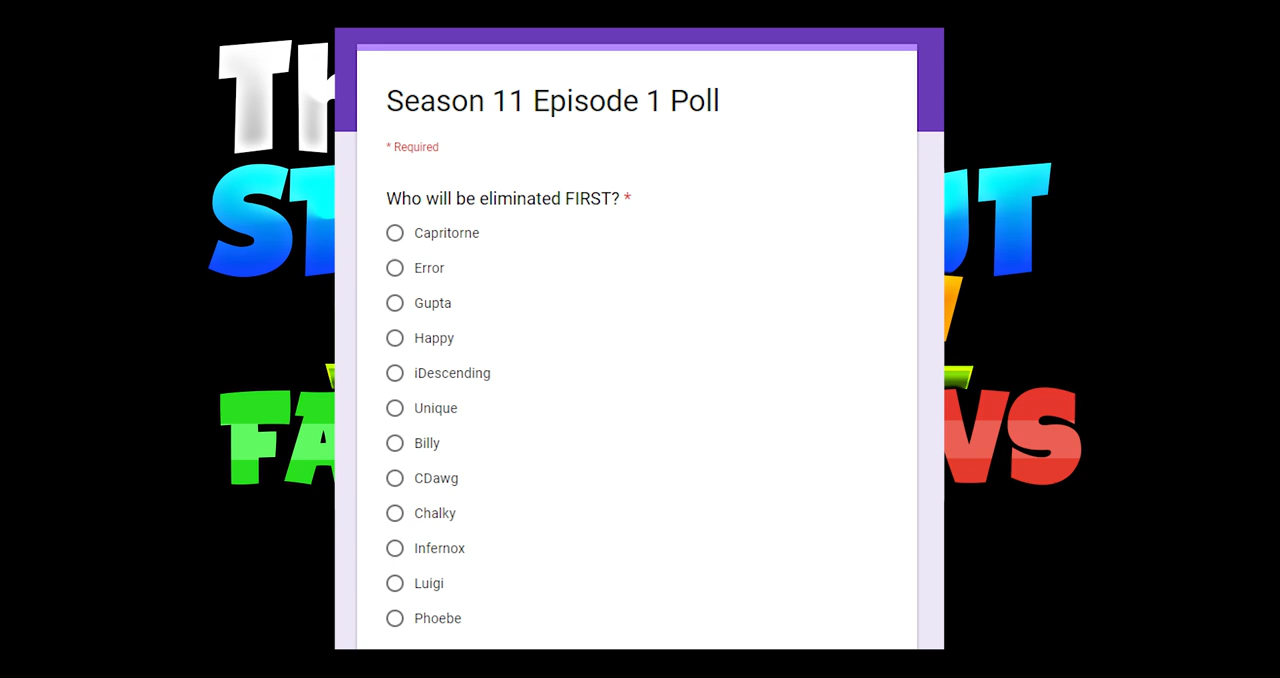 Season 11 Episode 1 Poll
* Required
Who will be eliminated FIRST? *
Capritorne
Error
Gupta
Happy
iDescending
Unique
Billy
CDawg
Chalky
Infernox
Luigi
Phoebe